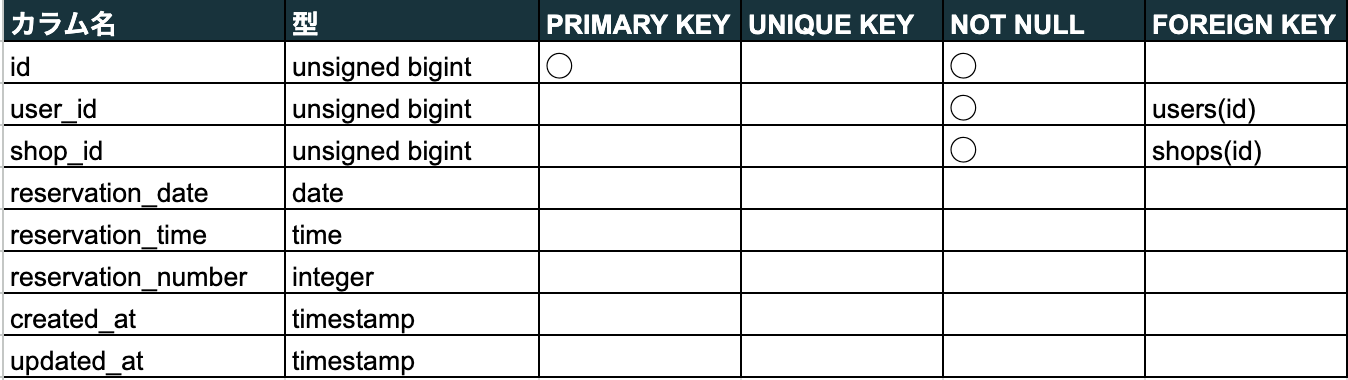 カラム名 型 PRIMARY KEY UNIQUE KEY NOT NULL FOREIGN KEY
id unsigned bigint ○ ○
user_id unsigned bigint ○ users(id)
shop_id unsigned bigint ○ shops(id)
reservation_date date
reservation_time time
reservation_number integer
created_at timestamp
updated_at timestamp